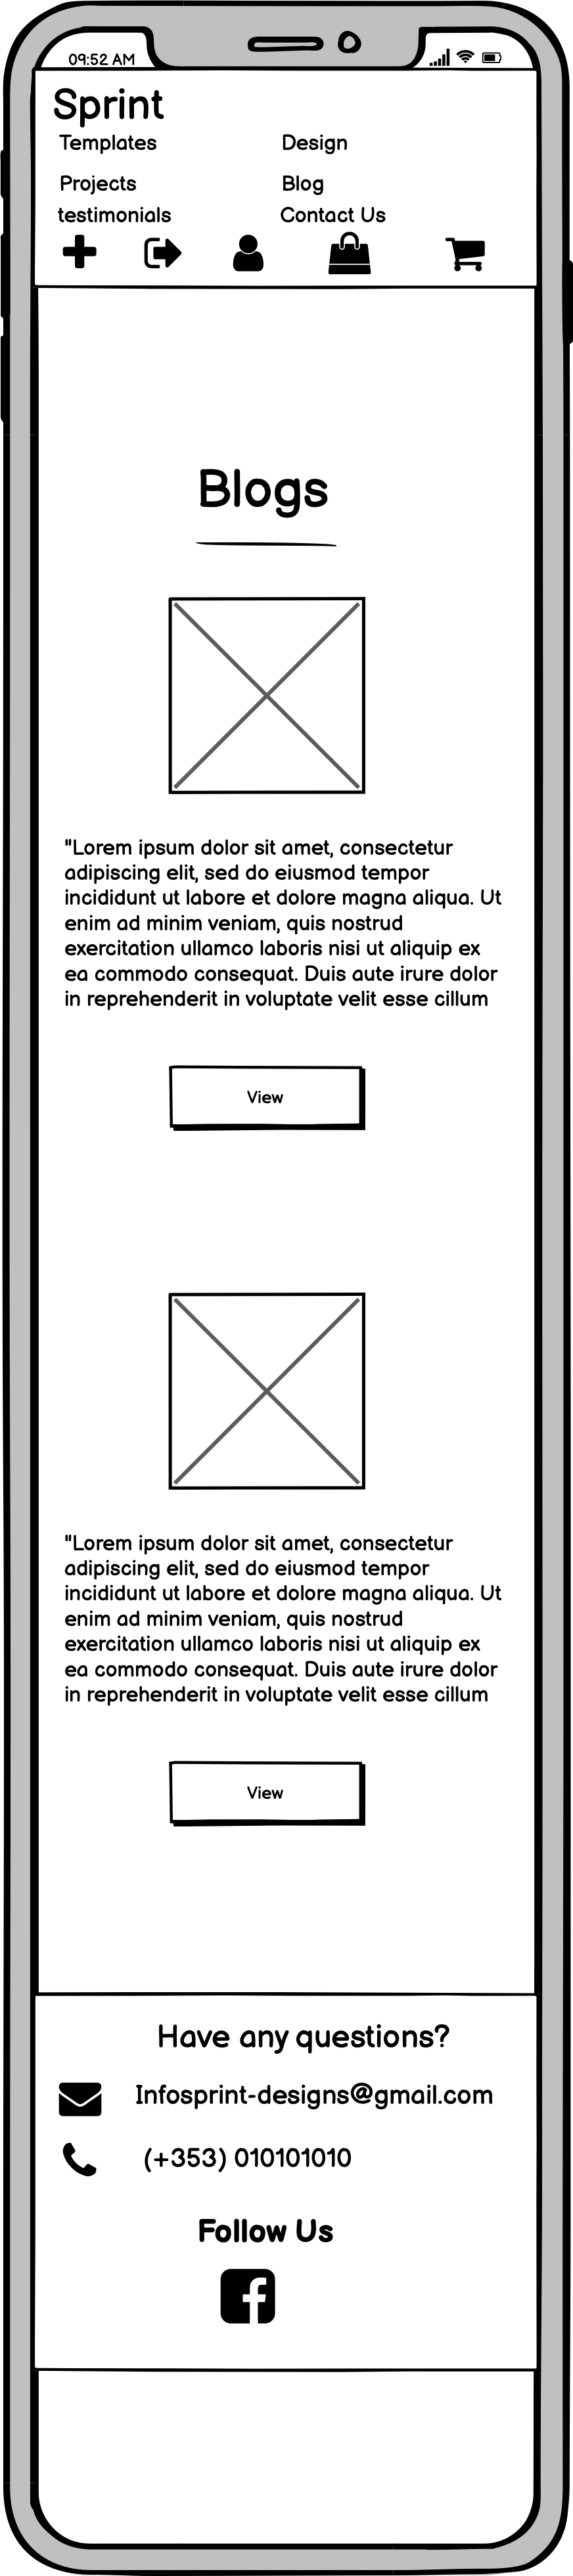 09:52 AM
Sprint
Templates Design
Projects Blog
testimonials Contact Us
Blogs
"Lorem ipsum dolor sit amet, consectetur
adipiscing elit, sed do eiusmod tempor
incididunt ut labore et dolore magna aliqua. Ut
enim ad minim veniam, quis nostrud
exercitation ullamco laboris nisi ut aliquip ex
ea commodo consequat. Duis aute irure dolor
in reprehenderit in voluptate velit esse cillum
View
"Lorem ipsum dolor sit amet, consectetur
adipiscing elit, sed do eiusmod tempor
incididunt ut labore et dolore magna aliqua. Ut
enim ad minim veniam, quis nostrud
exercitation ullamco laboris nisi ut aliquip ex
ea commodo consequat. Duis aute irure dolor
in reprehenderit in voluptate velit esse cillum
View
Have any questions?
Infosprint-designs@gmail.com
(+353) 010101010
Follow Us